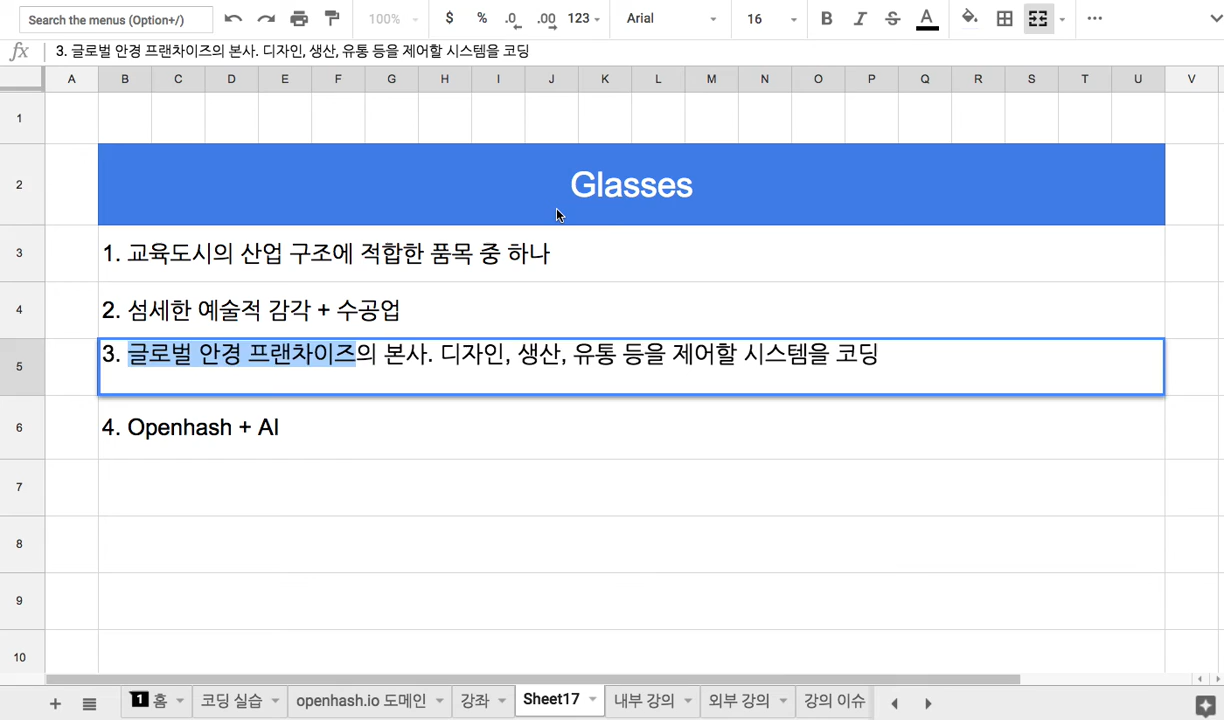 Search the menus (Option+/) 100% $ % .0 .00 123 Arial 16 B I S A
fx 3. 글로벌 안경 프랜차이즈의 본사. 디자인, 생산, 유통 등을 제어할 시스템을 코딩
A B C D E F G H I J K L M N O P Q R S T U V
1
2 Glasses
3 1. 교육도시의 산업 구조에 적합한 품목 중 하나
4 2. 섬세한 예술적 감각 + 수공업
5 3. 글로벌 안경 프랜차이즈의 본사. 디자인, 생산, 유통 등을 제어할 시스템을 코딩
6 4. Openhash + AI
7
8
9
10
1 홈 코딩 실습 openhash.io 도메인 강좌 Sheet17 내부 강의 외부 강의 강의 이슈